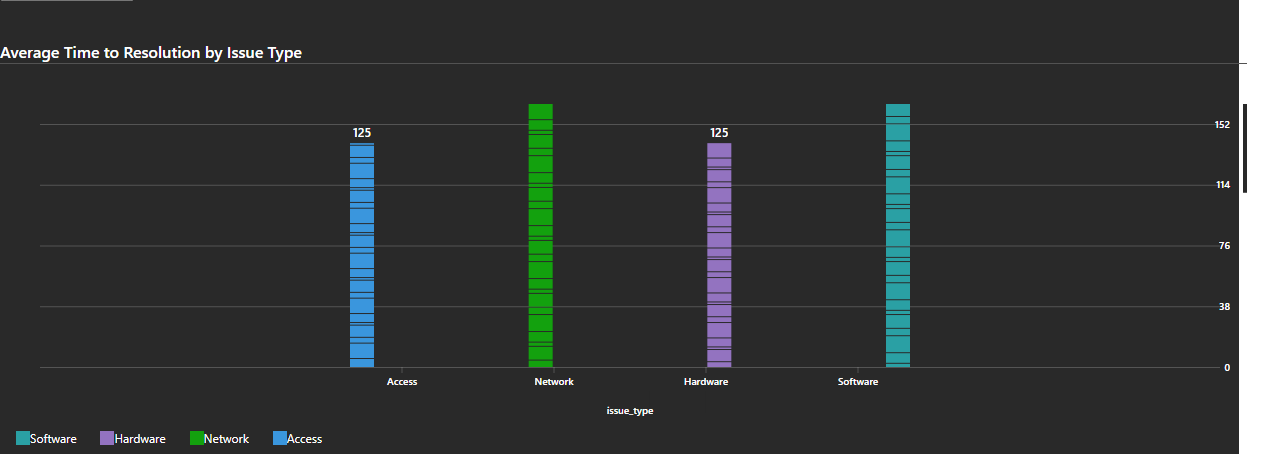 Average Time to Resolution by Issue Type
125
125
152
114
76
38
0
Access Network Hardware Software
issue_type
Software Hardware Network Access